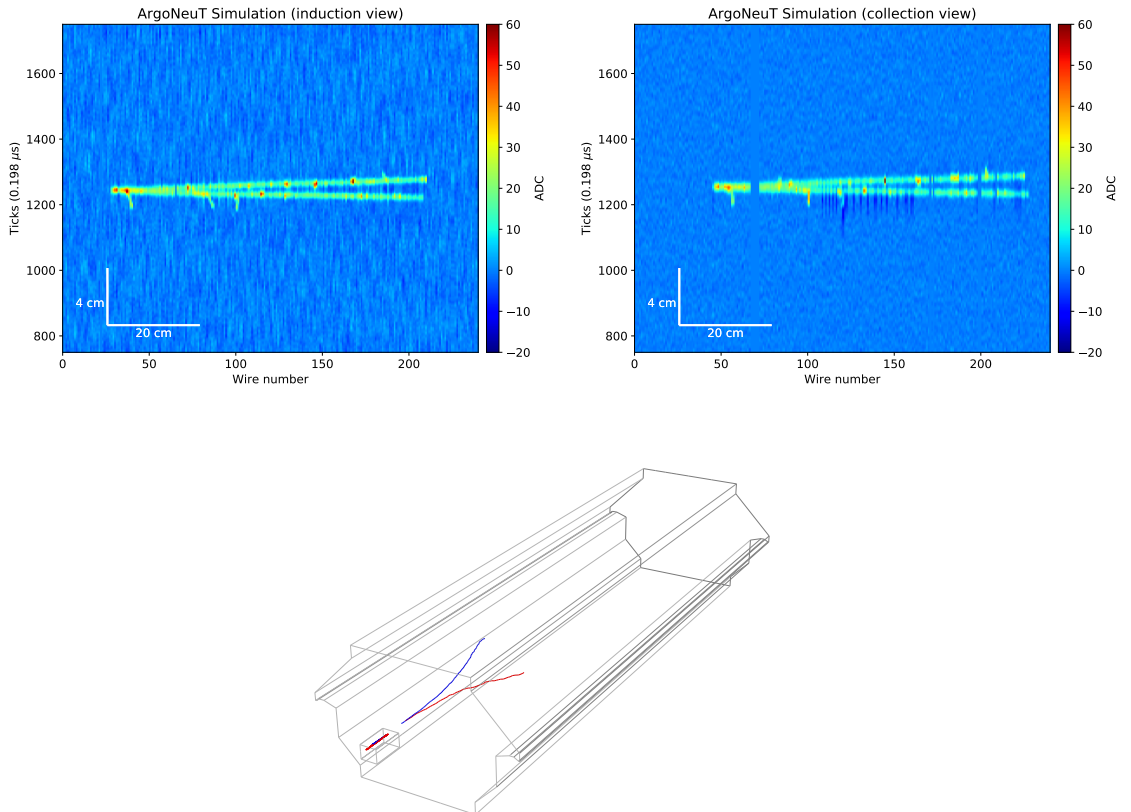 ArgoNeuT Simulation (induction view)
60
50
40
30
20
10
0
−10
−20
ADC
1600
1400
1200
1000
800
Ticks (0.198 μs)
4 cm
20 cm
0 50 100 150 200
Wire number
ArgoNeuT Simulation (collection view)
60
50
40
30
20
10
0
−10
−20
ADC
1600
1400
1200
1000
800
Ticks (0.198 μs)
4 cm
20 cm
0 50 100 150 200
Wire number